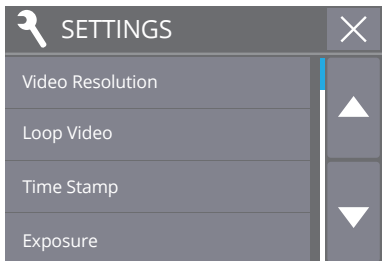 SETTINGS
Video Resolution
Loop Video
Time Stamp
Exposure